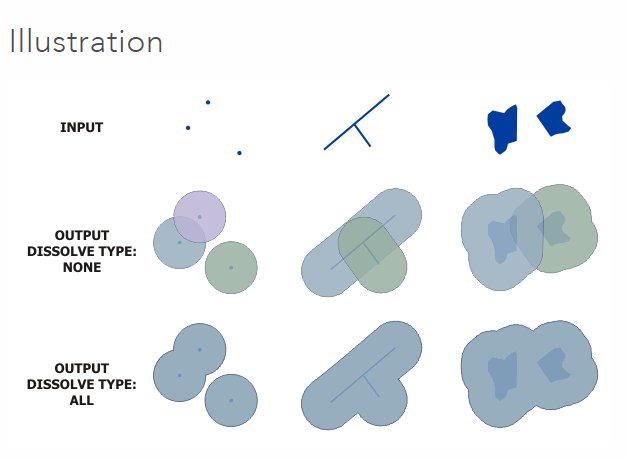 Illustration
INPUT
OUTPUT
DISSOLVE TYPE:
NONE
OUTPUT
DISSOLVE TYPE:
ALL